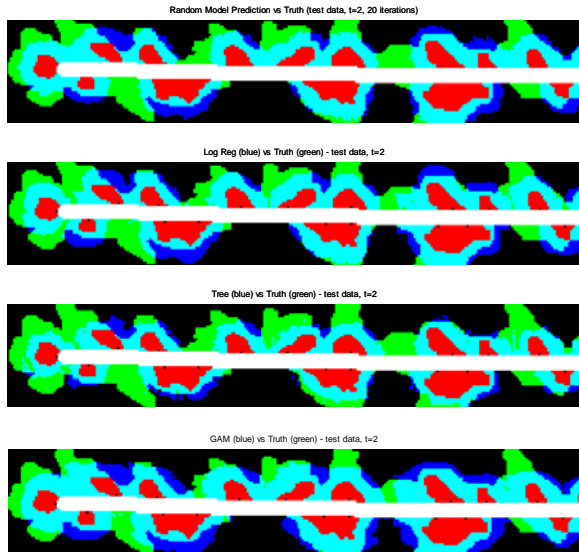 Random Model Prediction vs Truth (test data, t=2, 20 iterations)
Log Reg (blue) vs Truth (green) - test data, t=2
Tree (blue) vs Truth (green) - test data, t=2
GAM (blue) vs Truth (green) - test data, t=2